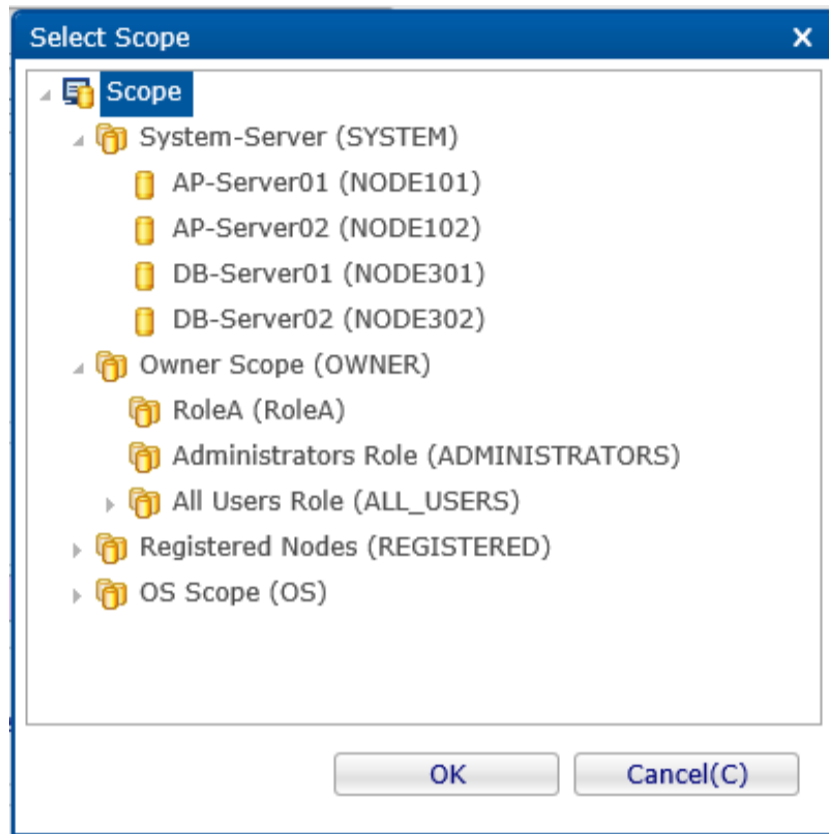 Select Scope
Scope
System-Server (SYSTEM)
AP-Server01 (NODE101)
AP-Server02 (NODE102)
DB-Server01 (NODE301)
DB-Server02 (NODE302)
Owner Scope (OWNER)
RoleA (RoleA)
Administrators Role (ADMINISTRATORS)
All Users Role (ALL_USERS)
Registered Nodes (REGISTERED)
OS Scope (OS)
OK Cancel(C)